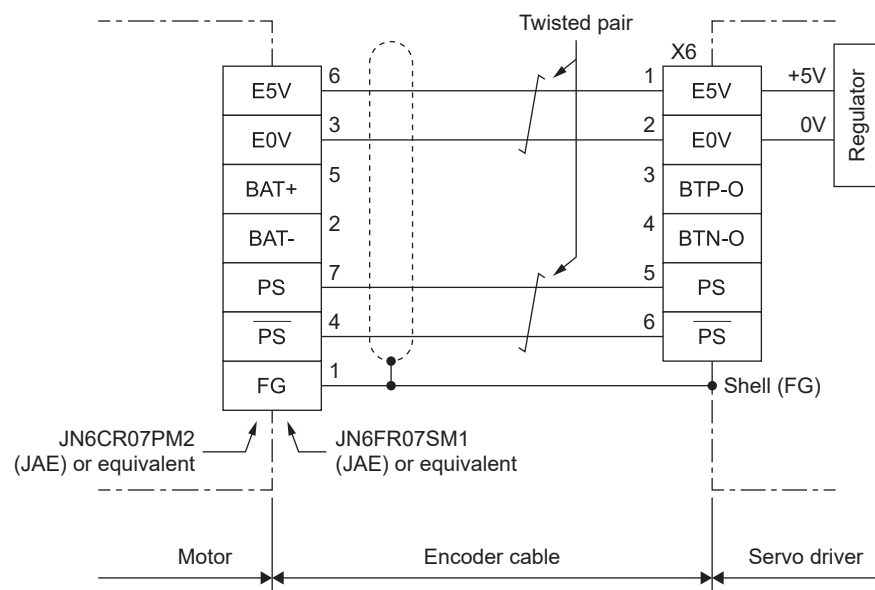 Twisted pair
X6
E5V 6 1 E5V +5V
E0V 3 2 E0V 0V
Regulator
BAT+ 5 3 BTP-O
BAT- 2 4 BTN-O
PS 7 5 PS
P̅S̅ 4 6 P̅S̅
FG 1 Shell (FG)
JN6CR07PM2
(JAE) or equivalent
JN6FR07SM1
(JAE) or equivalent
Motor Encoder cable Servo driver